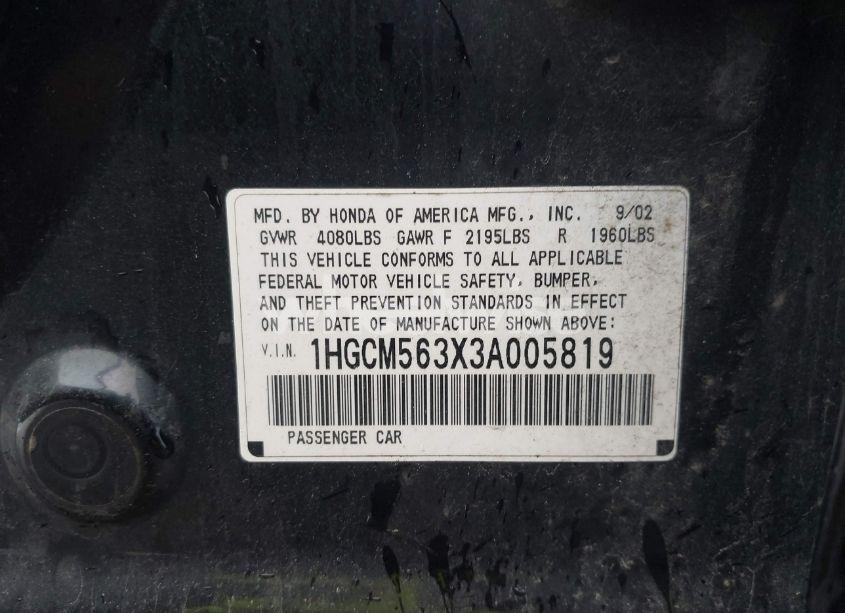 MFD. BY HONDA OF AMERICA MFG., INC. 9/02
GVWR 4080LBS GAWR F 2195LBS R 1960LBS
THIS VEHICLE CONFORMS TO ALL APPLICABLE
FEDERAL MOTOR VEHICLE SAFETY, BUMPER,
AND THEFT PREVENTION STANDARDS IN EFFECT
ON THE DATE OF MANUFACTURE SHOWN ABOVE:
V.I.N. 1HGCM563X3A005819
PASSENGER CAR